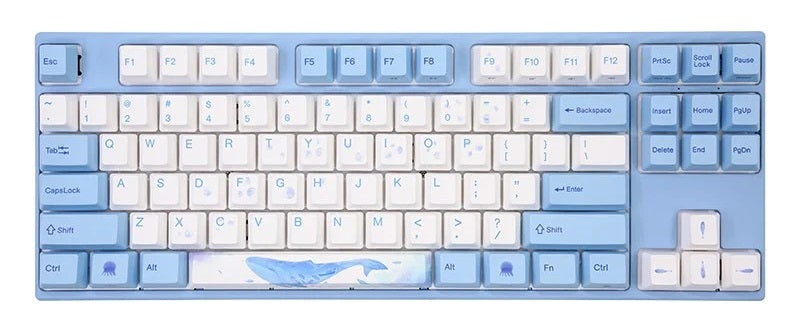 Esc F1 F2 F3 F4 F5 F6 F7 F8 F9 F10 F11 F12 PrtSc Scroll Lock Pause
~ ! @ # $ % ^ & * ( ) - + ← Backspace Insert Home PgUp
1 2 3 4 5 6 7 8 9 0 =
Tab Q W E R T Y U I O P { } | Delete End PgDn
[ ] \
CapsLock A S D F G H J K L : " ← Enter
; '
⇧ Shift Z X C V B N M < > ? ⇧ Shift
, . /
Ctrl Alt Alt Fn Ctrl